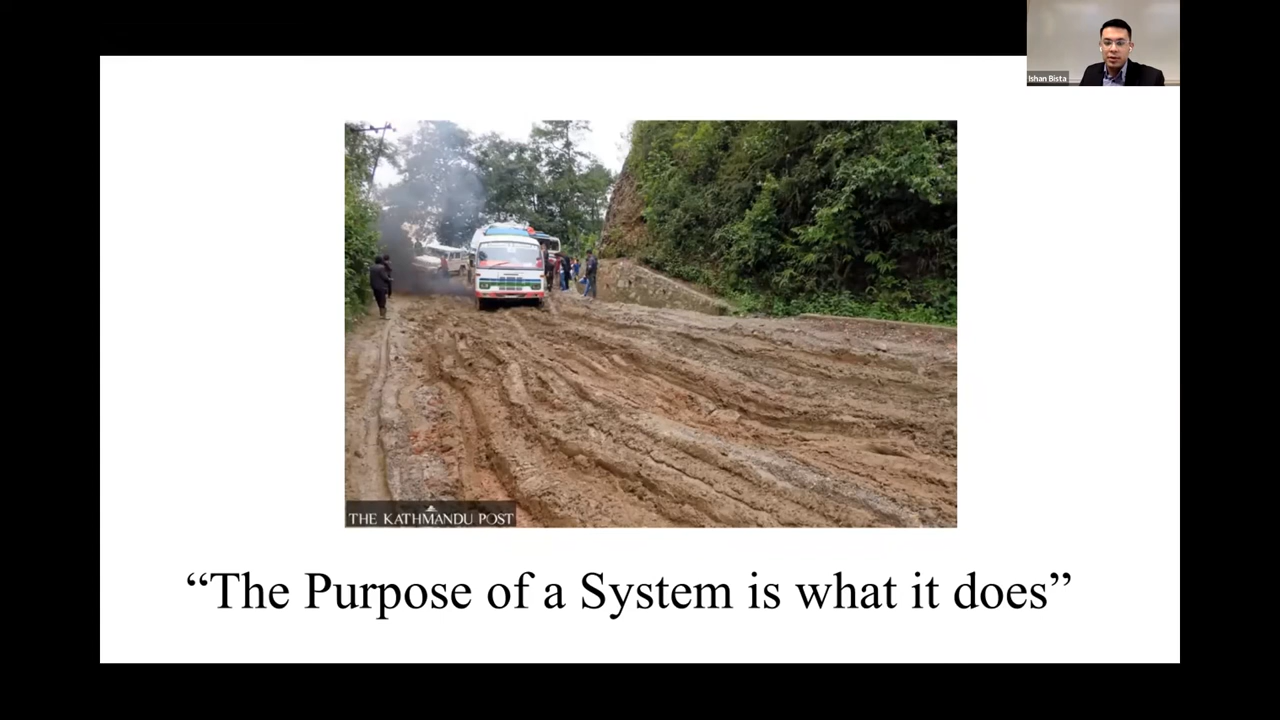 Ishan Bista
THE KATHMANDU POST
“The Purpose of a System is what it does”